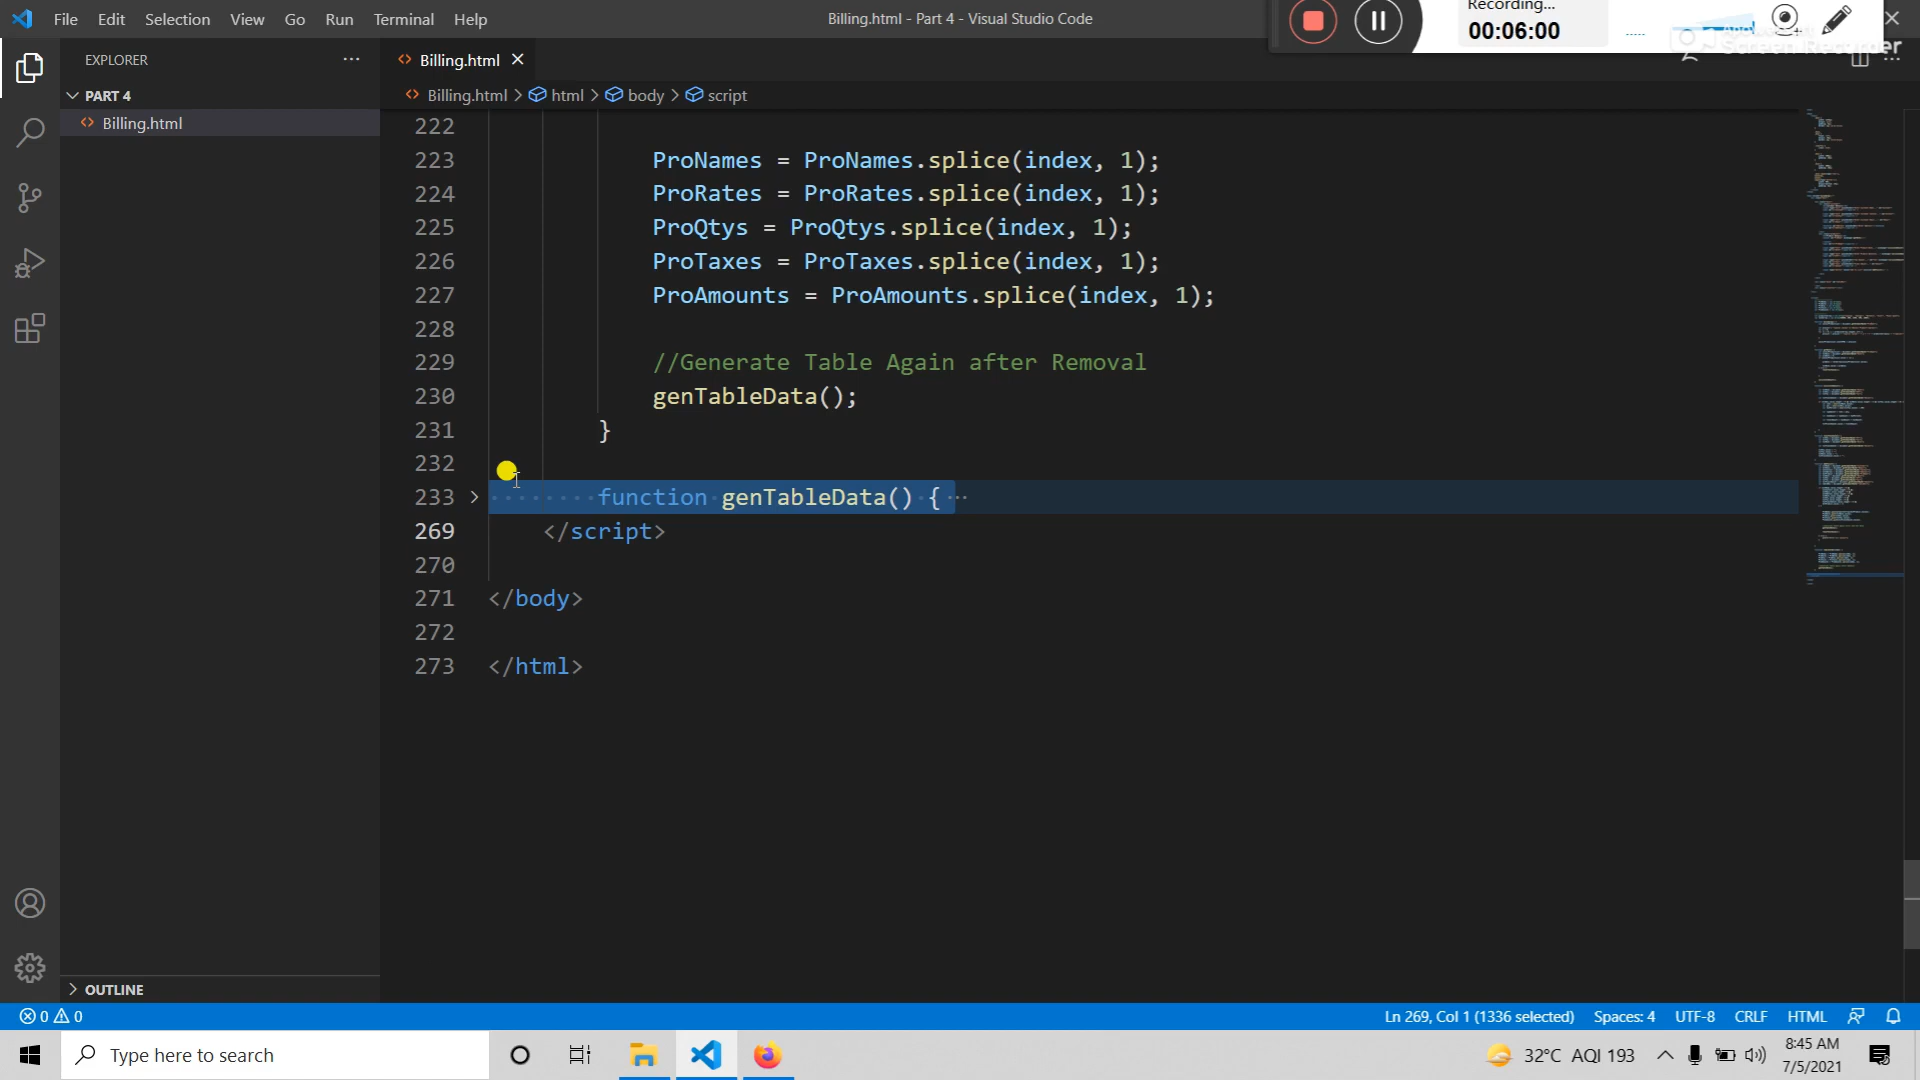 File Edit Selection View Go Run Terminal Help
Billing.html - Part 4 - Visual Studio Code
Recording...
00:06:00
Screen Recorder
EXPLORER
Billing.html
PART 4
Billing.html
Billing.html > html > body > script
222
223 ProNames = ProNames.splice(index, 1);
224 ProRates = ProRates.splice(index, 1);
225 ProQtys = ProQtys.splice(index, 1);
226 ProTaxes = ProTaxes.splice(index, 1);
227 ProAmounts = ProAmounts.splice(index, 1);
228
229 //Generate Table Again after Removal
230 genTableData();
231 }
232
233 function genTableData() { ···
269 </script>
270
271 </body>
272
273 </html>
OUTLINE
0 0
Ln 269, Col 1 (1336 selected) Spaces: 4 UTF-8 CRLF HTML
Type here to search
32°C AQI 193
8:45 AM
7/5/2021